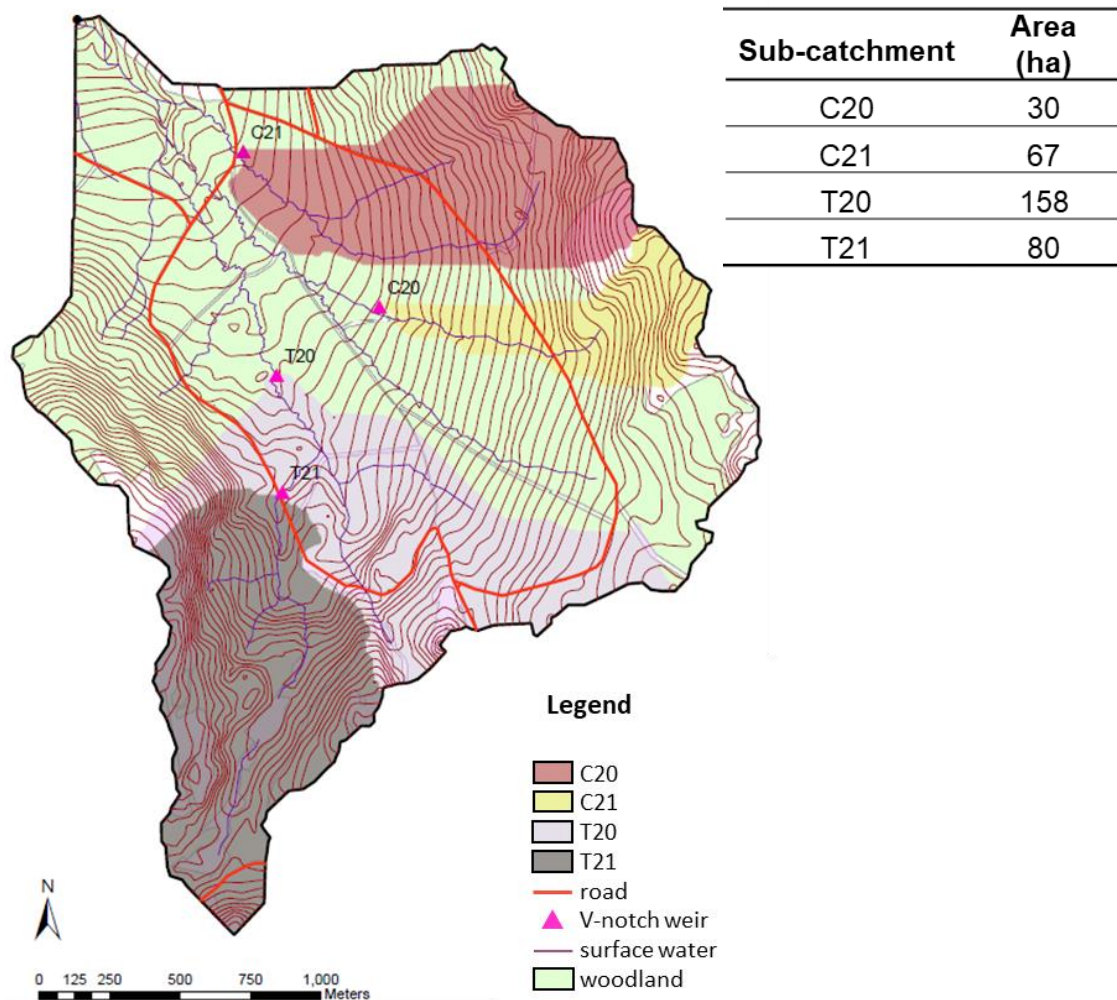 Sub-catchment Area
(ha)
C20 30
C21 67
T20 158
T21 80
C21
C20
T20
T21
Legend
C20
C21
T20
T21
road
V-notch weir
surface water
woodland
N
0 125 250 500 750 1,000
Meters